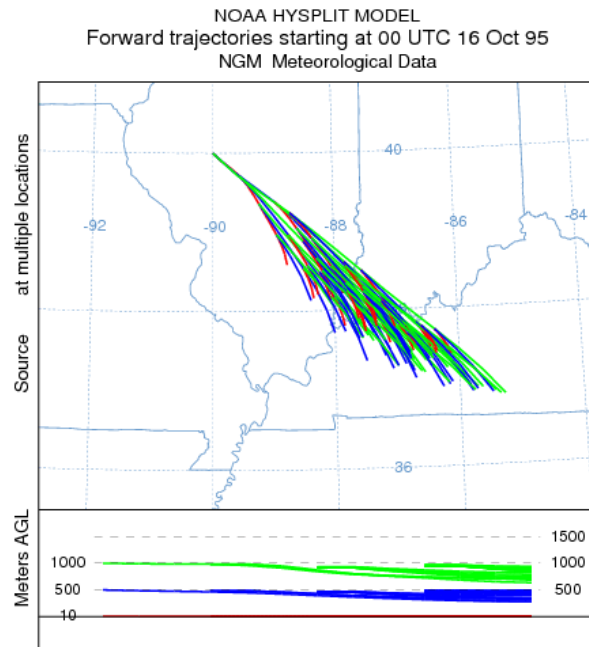 NOAA HYSPLIT MODEL
Forward trajectories starting at 00 UTC 16 Oct 95
NGM Meteorological Data
Source at multiple locations
40
-92
-90
-88
-86
-84
36
Meters AGL
1500
1000
1000
500
500
10